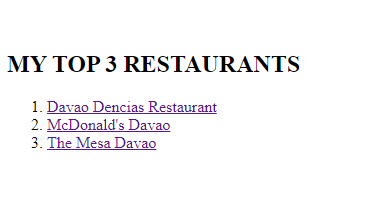 MY TOP 3 RESTAURANTS
1. Davao Dencias Restaurant
2. McDonald's Davao
3. The Mesa Davao